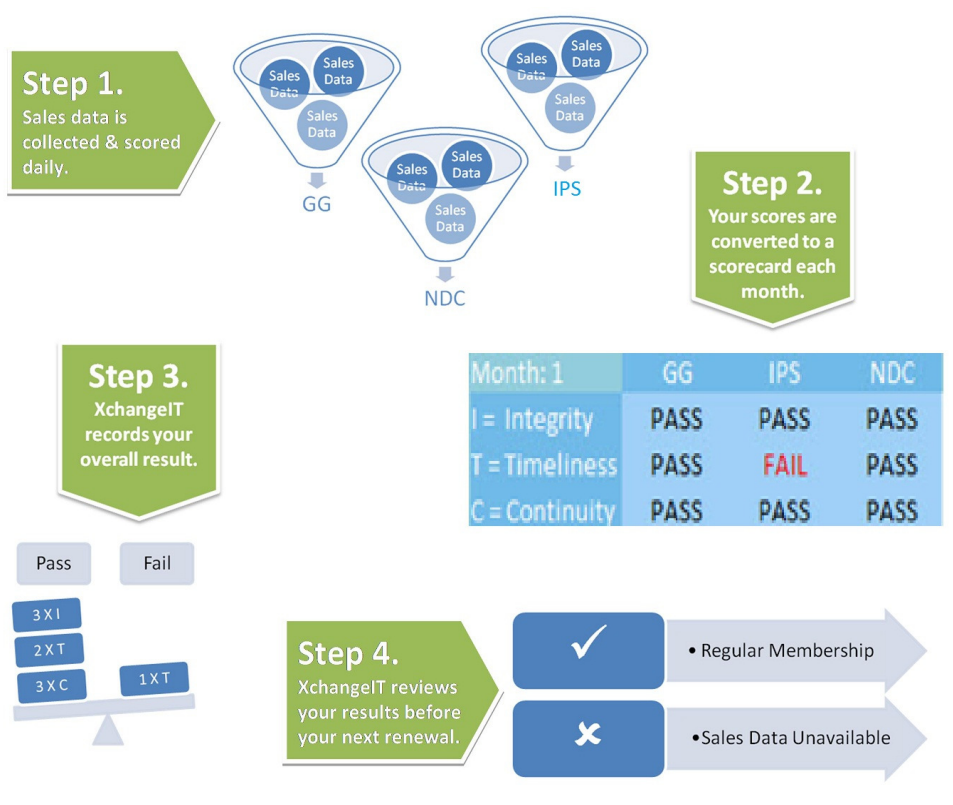 Step 1.
Sales data is
collected & scored
daily.
Sales
Data
Sales
Data
Sales
Data
GG
Sales
Data
Sales
Data
Sales
Data
NDC
Sales
Data
Sales
Data
Sales
Data
IPS
Step 2.
Your scores are
converted to a
scorecard each
month.
Month: 1 GG IPS NDC
I = Integrity PASS PASS PASS
T = Timeliness PASS FAIL PASS
C = Continuity PASS PASS PASS
Step 3.
XchangeIT
records your
overall result.
Pass Fail
3 X I
2 X T
3 X C 1 X T
Step 4.
XchangeIT reviews
your results before
your next renewal.
• Regular Membership
•Sales Data Unavailable